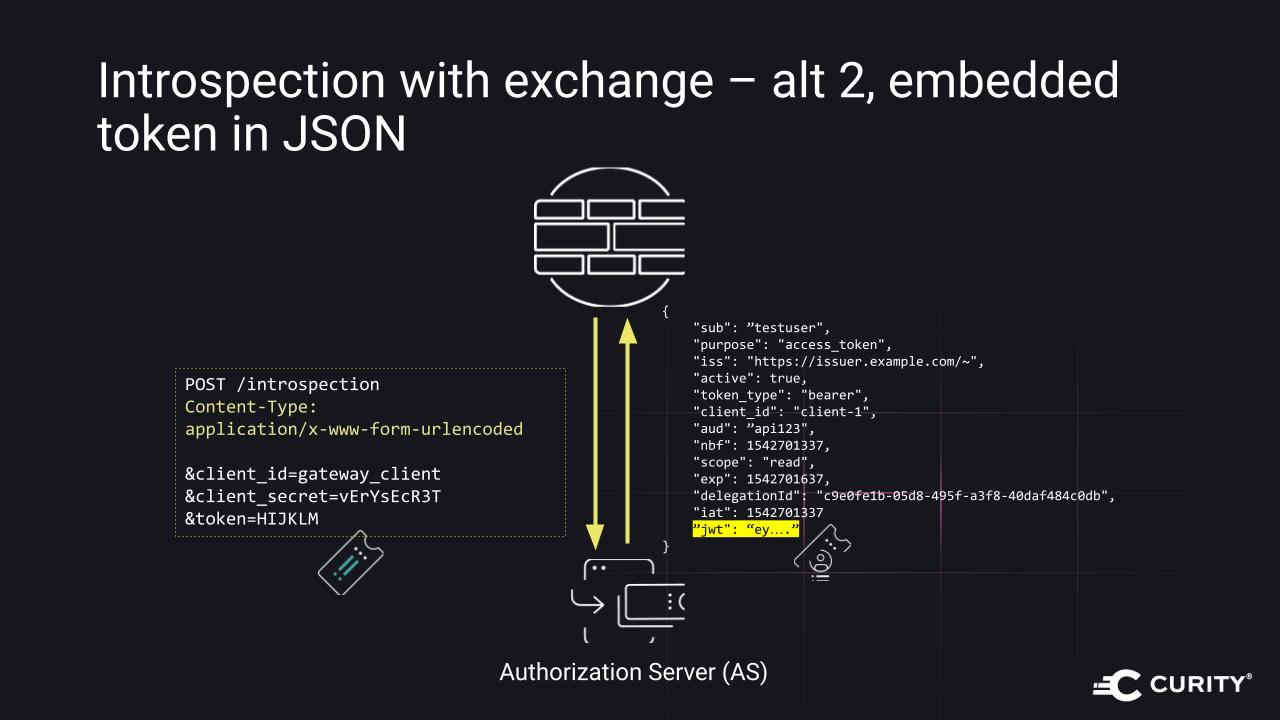 Introspection with exchange – alt 2, embedded
token in JSON
POST /introspection
Content-Type:
application/x-www-form-urlencoded
&client_id=gateway_client
&client_secret=vErYsEcR3T
&token=HIJKLM
{
"sub": ”testuser",
"purpose": "access_token",
"iss": "https://issuer.example.com/~",
"active": true,
"token_type": "bearer",
"client_id": "client-1",
"aud": ”api123",
"nbf": 1542701337,
"scope": "read",
"exp": 1542701637,
"delegationId": "c9e0fe1b-05d8-495f-a3f8-40daf484c0db",
"iat": 1542701337
”jwt": “ey....”
}
Authorization Server (AS)
CURITY®